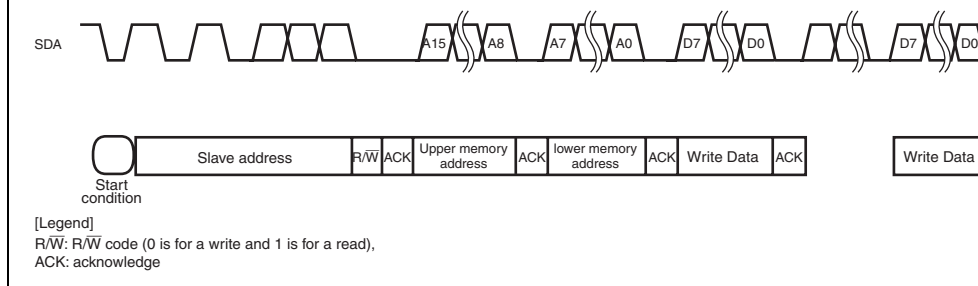 SDA
A15 A8 A7 A0 D7 D0 D7 D0
Slave address R/W̅ ACK Upper memory address ACK lower memory address ACK Write Data ACK Write Data
Start condition
[Legend]
R/W̅: R/W̅ code (0 is for a write and 1 is for a read),
ACK: acknowledge